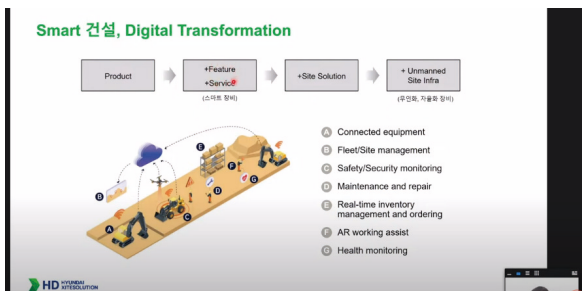 Smart 건설, Digital Transformation
Product
+Feature
+Service
(스마트 장비)
+Site Solution
+ Unmanned
Site Infra
(무인화, 자율화 장비)
A
B
C
D
E
F
G
A Connected equipment
B Fleet/Site management
C Safety/Security monitoring
D Maintenance and repair
E Real-time inventory
management and ordering
F AR working assist
G Health monitoring
HD HYUNDAI
XITESOLUTION